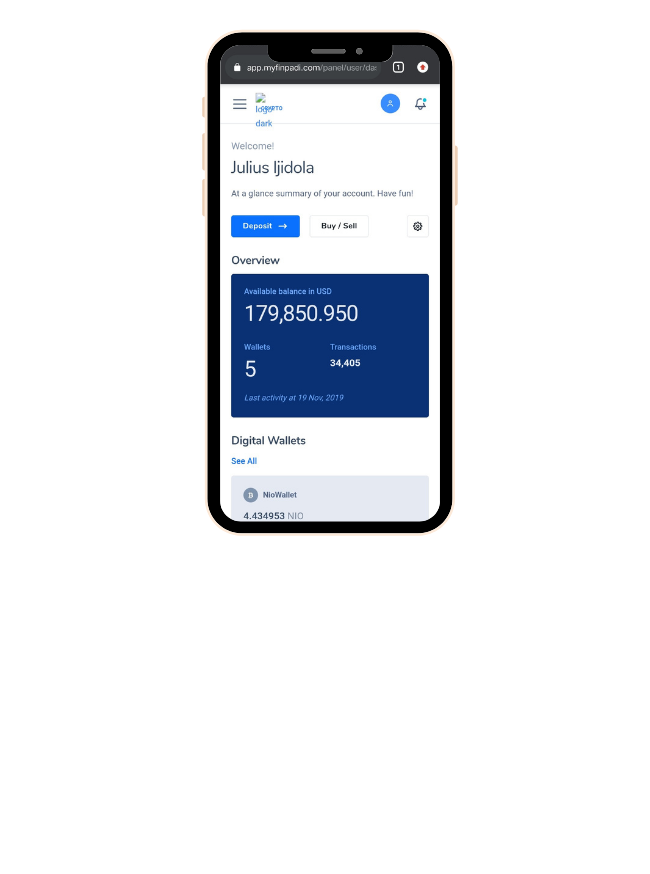 app.myfinpadi.com/panel/user/da
1
logo
CRYPTO
dark
Welcome!
Julius Ijidola
At a glance summary of your account. Have fun!
Deposit → Buy / Sell
Overview
Available balance in USD
179,850.950
Wallets Transactions
5 34,405
Last activity at 19 Nov, 2019
Digital Wallets
See All
B NioWallet
4.434953 NIO